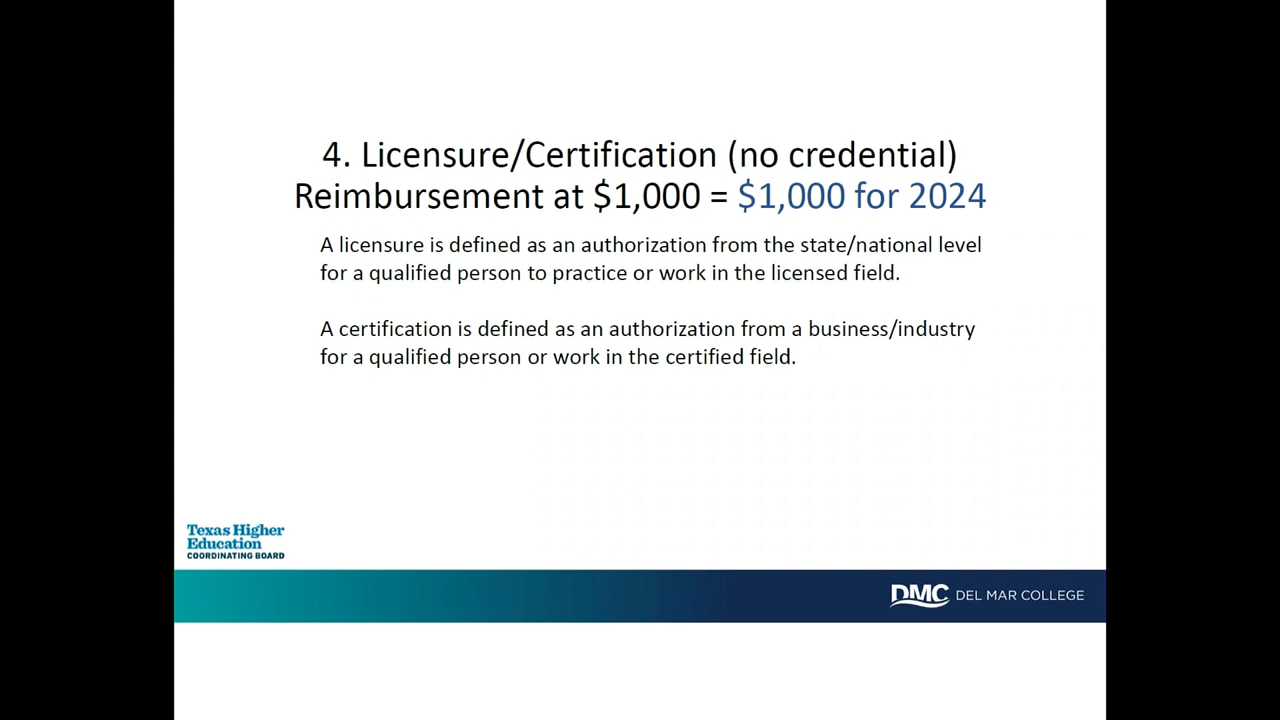 4. Licensure/Certification (no credential)
Reimbursement at $1,000 = $1,000 for 2024
A licensure is defined as an authorization from the state/national level
for a qualified person to practice or work in the licensed field.
A certification is defined as an authorization from a business/industry
for a qualified person or work in the certified field.
Texas Higher
Education
COORDINATING BOARD
DMC DEL MAR COLLEGE